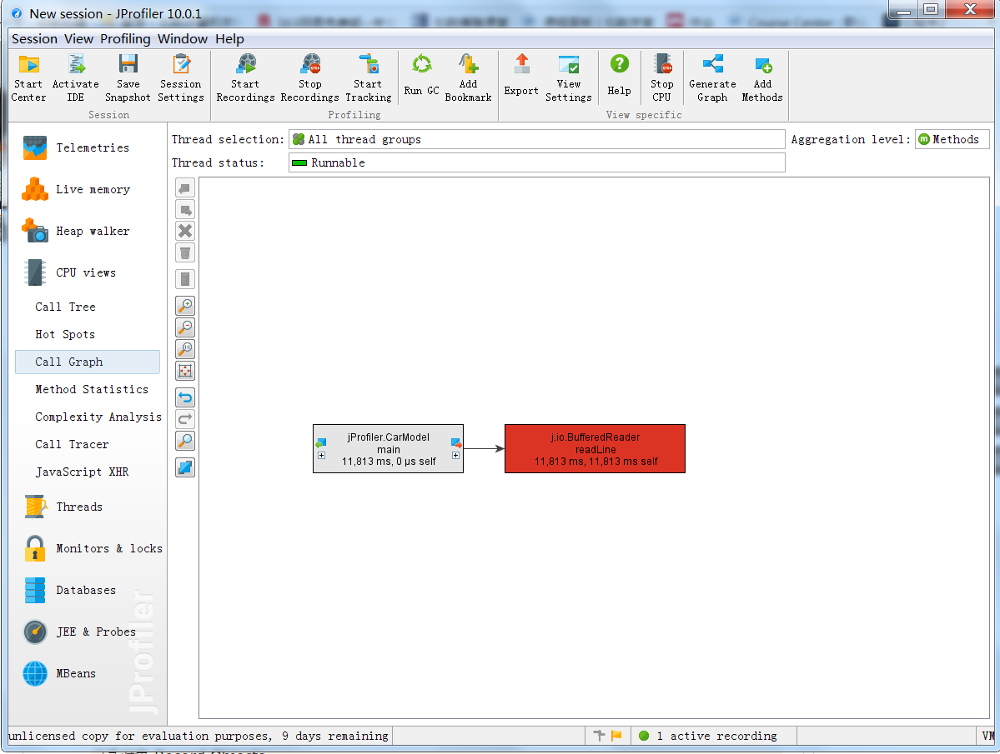 New session - JProfiler 10.0.1
Session View Profiling Window Help
Start Center
Activate IDE
Save Snapshot
Session Settings
Start Recordings
Stop Recordings
Start Tracking
Run GC
Add Bookmark
Export
View Settings
Help
Stop CPU
Generate Graph
Add Methods
Session
Profiling
View specific
Telemetries
Live memory
Heap walker
CPU views
Call Tree
Hot Spots
Call Graph
Method Statistics
Complexity Analysis
Call Tracer
JavaScript XHR
Threads
Monitors & locks
Databases
JEE & Probes
MBeans
JProfiler
Thread selection: All thread groups
Aggregation level: Methods
Thread status: Runnable
jProfiler.CarModel
main
11,813 ms, 0 µs self
j.io.BufferedReader
readLine
11,813 ms, 11,813 ms self
unlicensed copy for evaluation purposes, 9 days remaining
1 active recording
VM